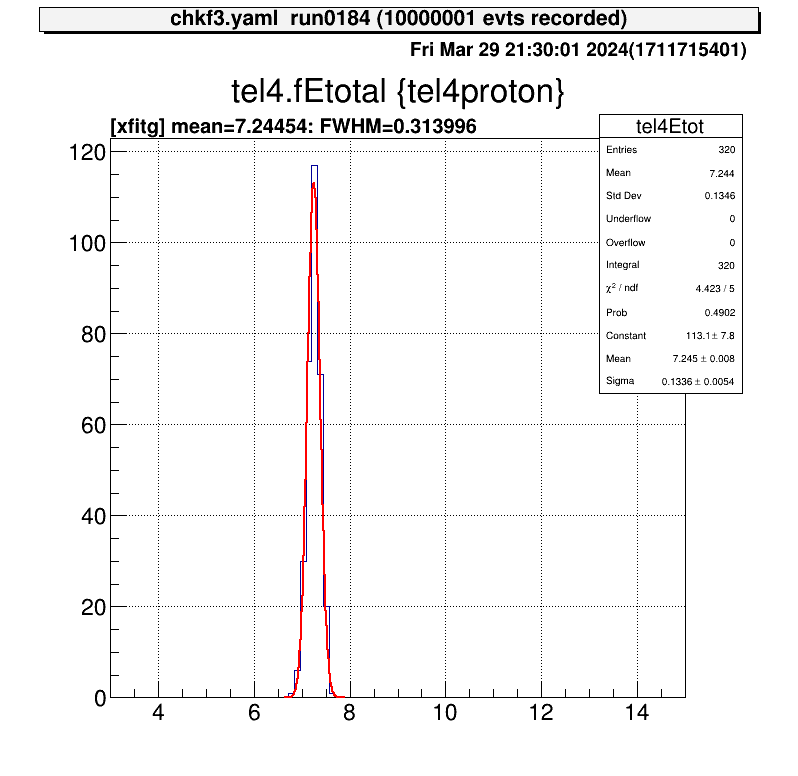 chkf3.yaml run0184 (10000001 evts recorded)
Fri Mar 29 21:30:01 2024(1711715401)
tel4.fEtotal {tel4proton}
[xfitg] mean=7.24454: FWHM=0.313996
tel4Etot
Entries 320
Mean 7.244
Std Dev 0.1346
Underflow 0
Overflow 0
Integral 320
χ² / ndf 4.423 / 5
Prob 0.4902
Constant 113.1 ± 7.8
Mean 7.245 ± 0.008
Sigma 0.1336 ± 0.0054
120
100
80
60
40
20
0
4 6 8 10 12 14